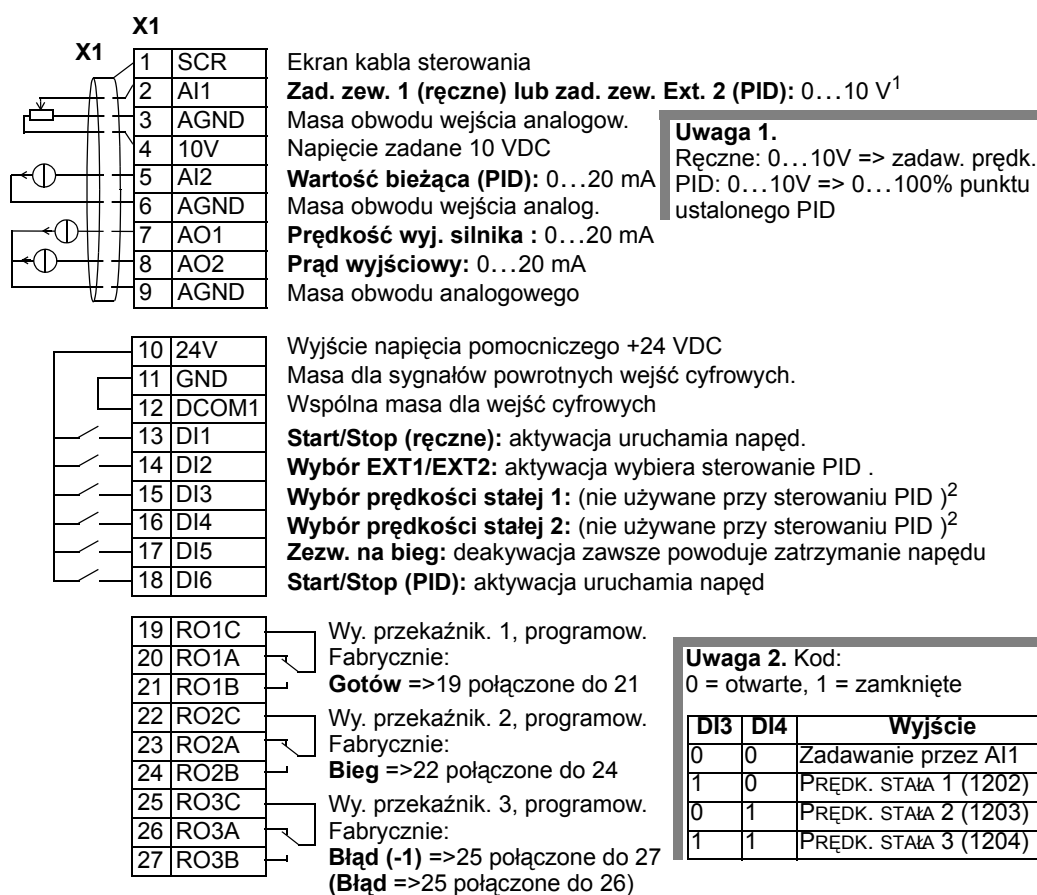 X1
X1
1 SCR Ekran kabla sterowania
2 AI1 Zad. zew. 1 (ręczne) lub zad. zew. Ext. 2 (PID): 0…10 V1
3 AGND Masa obwodu wejścia analogow.
4 10V Napięcie zadane 10 VDC
5 AI2 Wartość bieżąca (PID): 0…20 mA
6 AGND Masa obwodu wejścia analog.
7 AO1 Prędkość wyj. silnika : 0…20 mA
8 AO2 Prąd wyjściowy: 0…20 mA
9 AGND Masa obwodu analogowego
Uwaga 1.
Ręczne: 0…10V => zadaw. prędk.
PID: 0…10V => 0…100% punktu
ustalonego PID
10 24V Wyjście napięcia pomocniczego +24 VDC
11 GND Masa dla sygnałów powrotnych wejść cyfrowych.
12 DCOM1 Wspólna masa dla wejść cyfrowych
13 DI1 Start/Stop (ręczne): aktywacja uruchamia napęd.
14 DI2 Wybór EXT1/EXT2: aktywacja wybiera sterowanie PID .
15 DI3 Wybór prędkości stałej 1: (nie używane przy sterowaniu PID )2
16 DI4 Wybór prędkości stałej 2: (nie używane przy sterowaniu PID )2
17 DI5 Zezw. na bieg: deakywacja zawsze powoduje zatrzymanie napędu
18 DI6 Start/Stop (PID): aktywacja uruchamia napęd
19 RO1C Wy. przekaźnik. 1, programow.
20 RO1A Fabrycznie:
21 RO1B Gotów =>19 połączone do 21
22 RO2C Wy. przekaźnik. 2, programow.
23 RO2A Fabrycznie:
24 RO2B Bieg =>22 połączone do 24
25 RO3C Wy. przekaźnik. 3, programow.
26 RO3A Fabrycznie:
27 RO3B Błąd (-1) =>25 połączone do 27
(Błąd =>25 połączone do 26)
Uwaga 2. Kod:
0 = otwarte, 1 = zamknięte
DI3 DI4 Wyjście
0 0 Zadawanie przez AI1
1 0 PRĘDK. STAŁA 1 (1202)
0 1 PRĘDK. STAŁA 2 (1203)
1 1 PRĘDK. STAŁA 3 (1204)